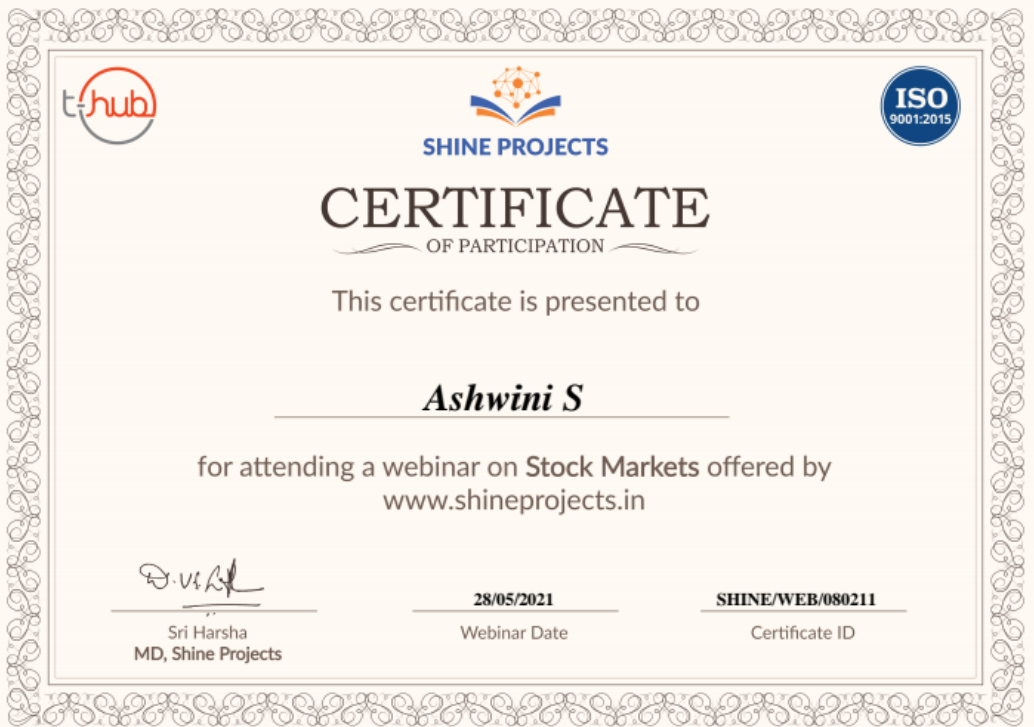 t-hub
SHINE PROJECTS
ISO
9001:2015
CERTIFICATE
OF PARTICIPATION
This certificate is presented to
Ashwini S
for attending a webinar on Stock Markets offered by
www.shineprojects.in
28/05/2021
SHINE/WEB/080211
Sri Harsha
Webinar Date
Certificate ID
MD, Shine Projects